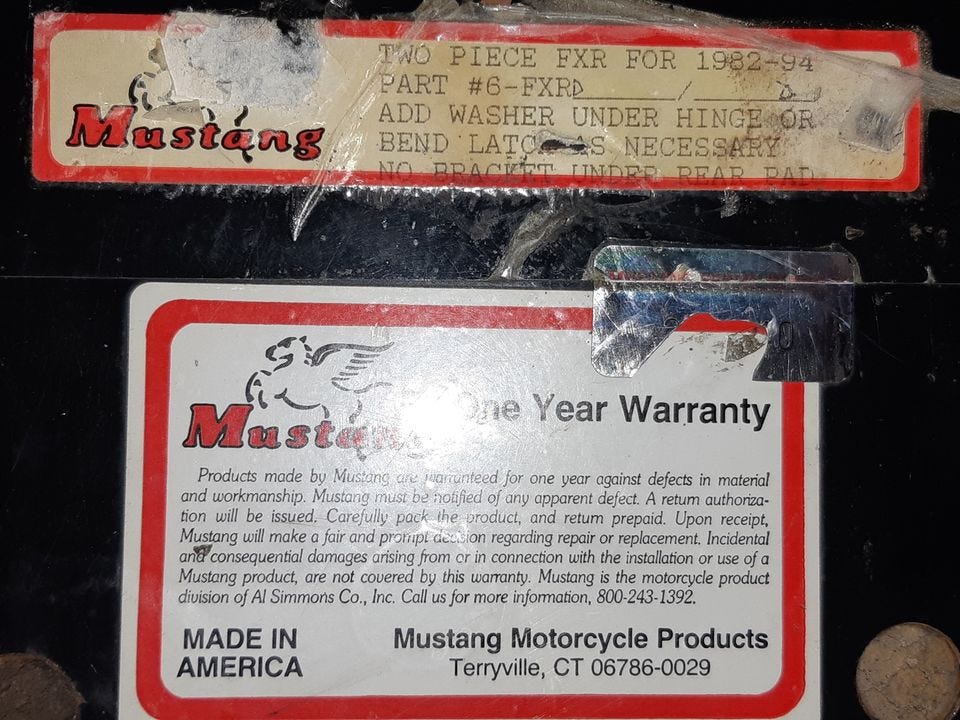 Mustang
TWO PIECE FXR FOR 1982-94
PART #6-FXRD______/______
ADD WASHER UNDER HINGE OR
BEND LATCH AS NECESSARY
NO BRACKET UNDER REAR PAD
Mustang
One Year Warranty
Products made by Mustang are warrunteed for one year against defects in material
and workmanship. Mustang must be notified of any apparent defect. A return authoriza-
tion will be issued. Carefully pack the product, and return prepaid. Upon receipt,
Mustang will make a fair and prompt decision regarding repair or replacement. Incidental
and consequential damages arising from or in connection with the installation or use of a
Mustang product, are not covered by this warranty. Mustang is the motorcycle product
division of Al Simmons Co., Inc. Call us for more information, 800-243-1392.
MADE IN
AMERICA
Mustang Motorcycle Products
Terryville, CT 06786-0029